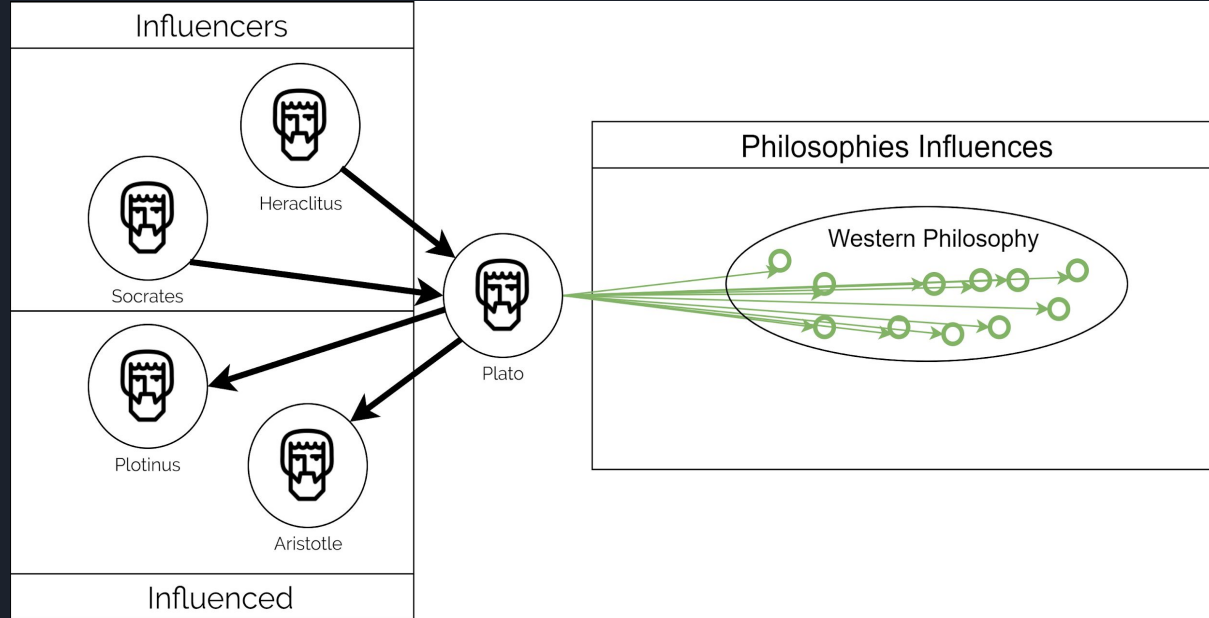 Influencers
Heraclitus
Socrates
Plotinus
Aristotle
Influenced
Plato
Philosophies Influences
Western Philosophy